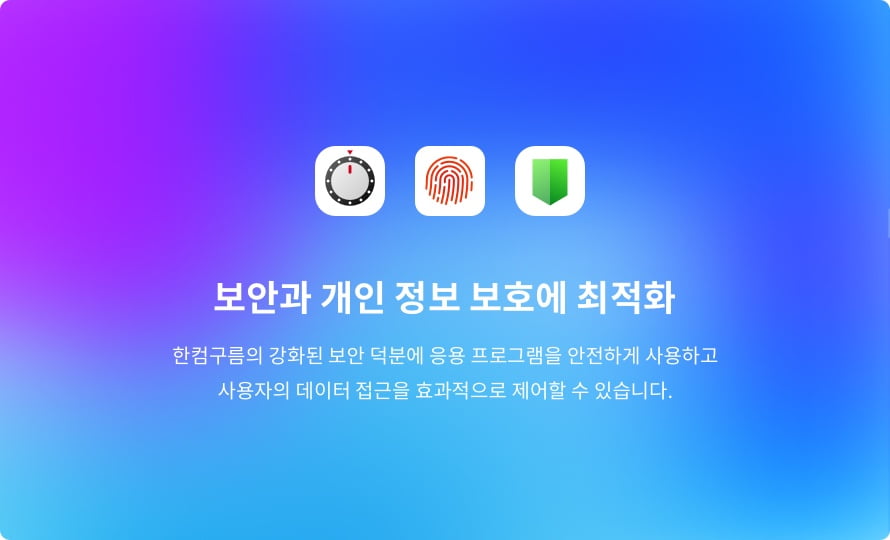 보안과 개인 정보 보호에 최적화
한컴구름의 강화된 보안 덕분에 응용 프로그램을 안전하게 사용하고
사용자의 데이터 접근을 효과적으로 제어할 수 있습니다.